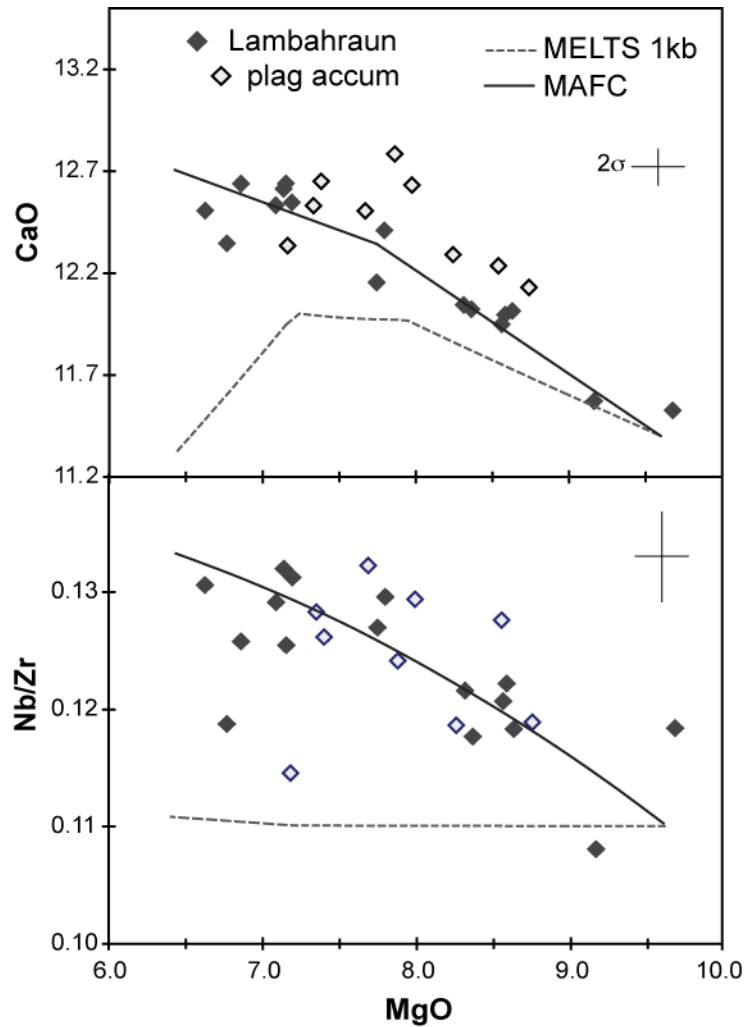 Lambahraun
plag accum
MELTS 1kb
MAFC
2σ
CaO
13.2
12.7
12.2
11.7
11.2
Nb/Zr
0.13
0.12
0.11
0.10
6.0 7.0 8.0 9.0 10.0
MgO